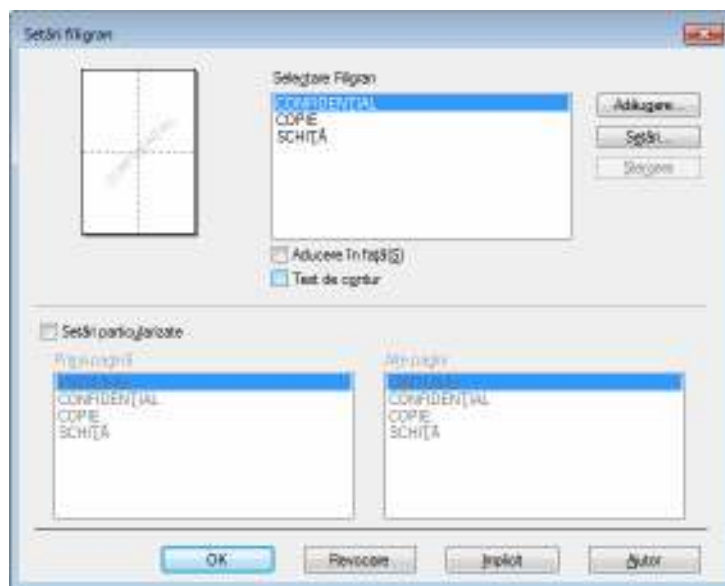 Setări filigran
Selectare Filigran
CONFIDENŢIAL
COPIE
SCHIŢĂ
Adăugare...
Setări...
Ştergere
Aducere în faţă(S)
Text de contur
Setări particularizate
Prima pagină
CONFIDENŢIAL
COPIE
SCHIŢĂ
Alte pagini
CONFIDENŢIAL
COPIE
SCHIŢĂ
OK
Revocare
Implicit
Ajutor